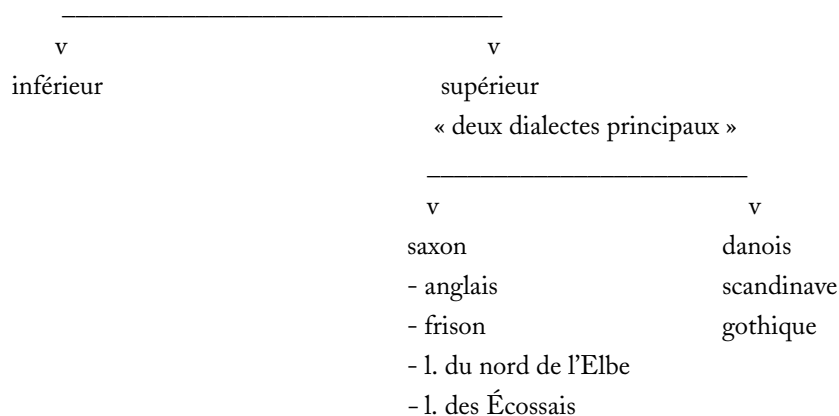 v v
inférieur supérieur
« deux dialectes principaux »
v v
saxon danois
- anglais scandinave
- frison gothique
- l. du nord de l’Elbe
- l. des Écossais